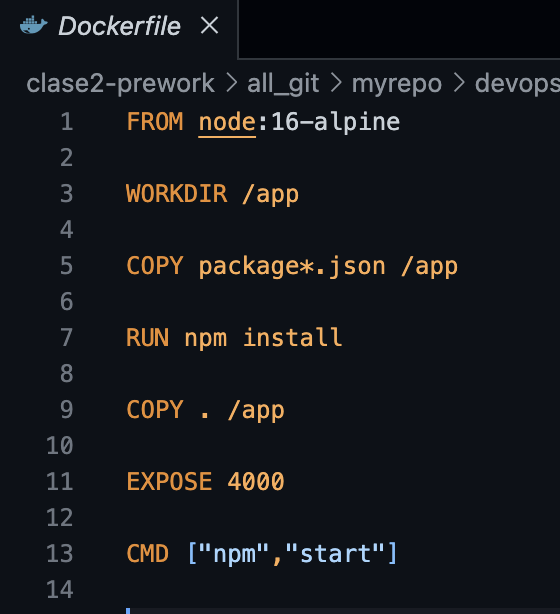 Dockerfile ×
clase2-prework > all_git > myrepo > devops
1 FROM node:16-alpine
2
3 WORKDIR /app
4
5 COPY package*.json /app
6
7 RUN npm install
8
9 COPY . /app
10
11 EXPOSE 4000
12
13 CMD ["npm","start"]
14